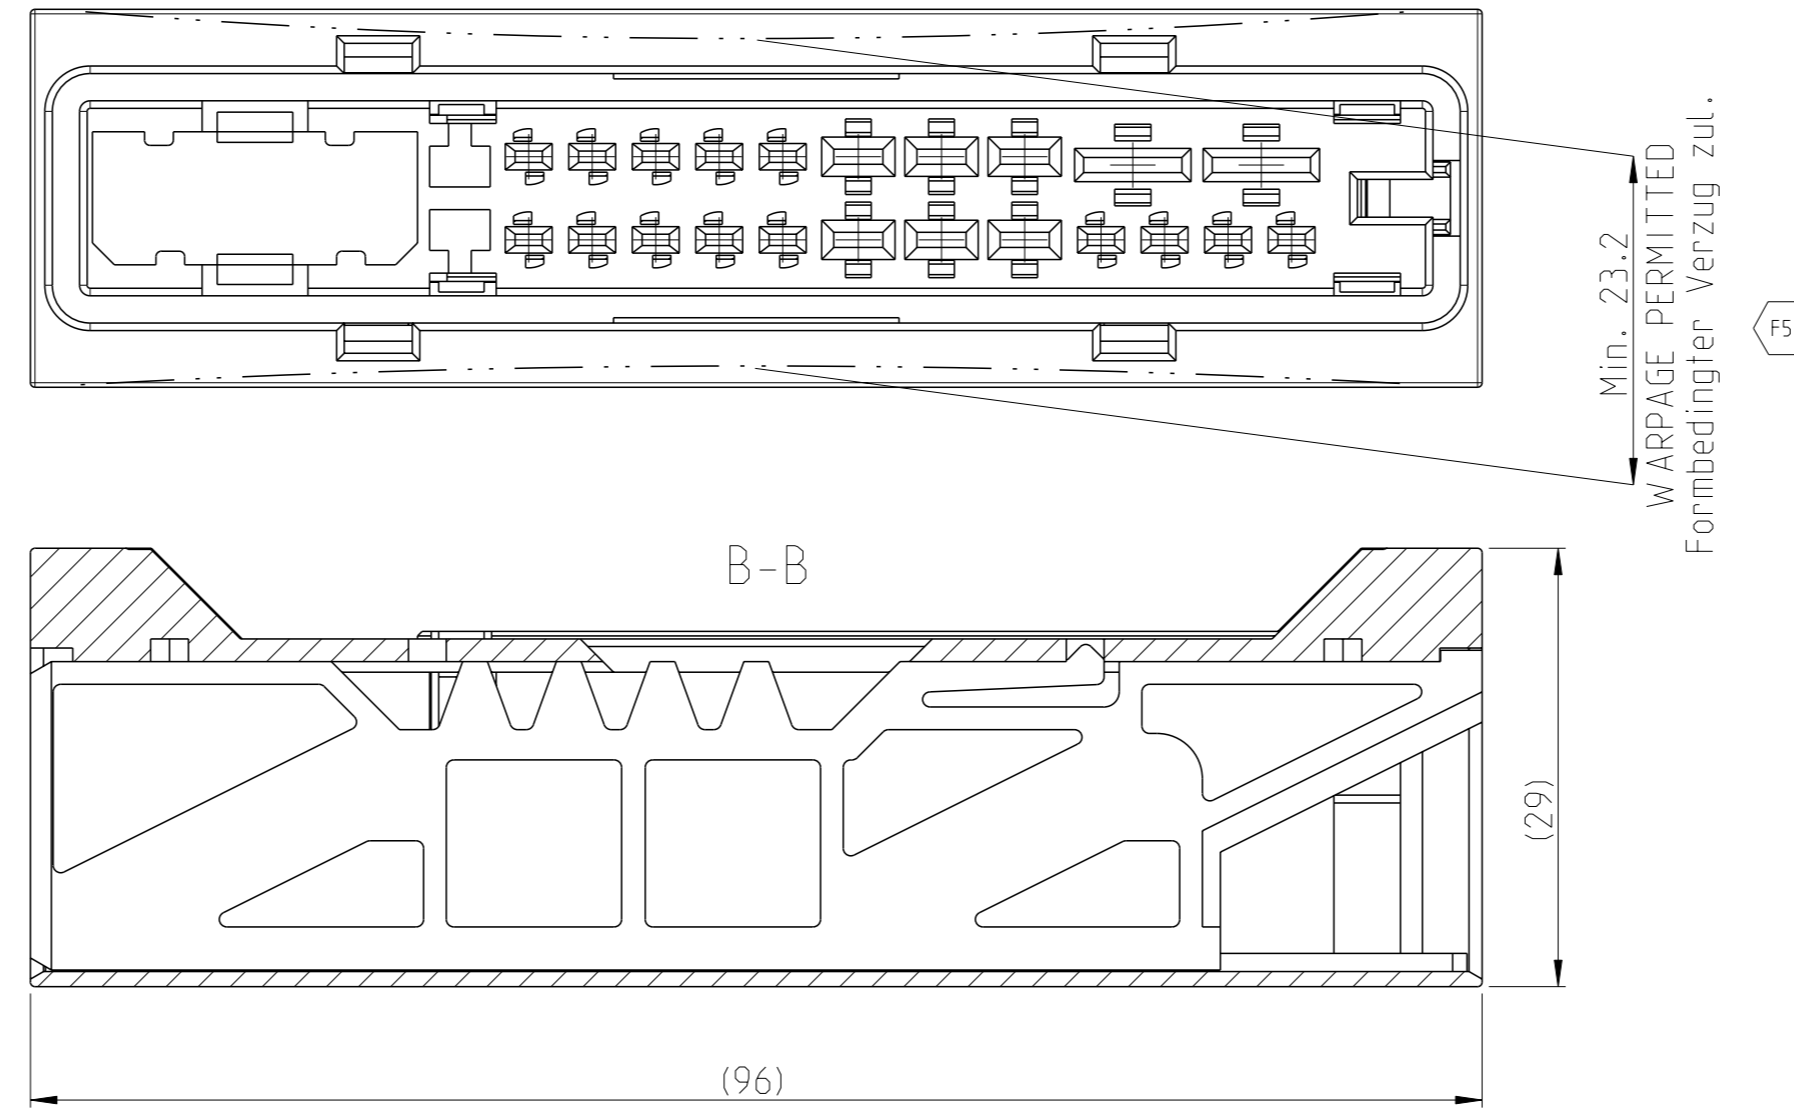 Min. 23.2
WARPAGE PERMITTED
Formbedingter Verzug zul.
F5
B-B
(29)
(96)